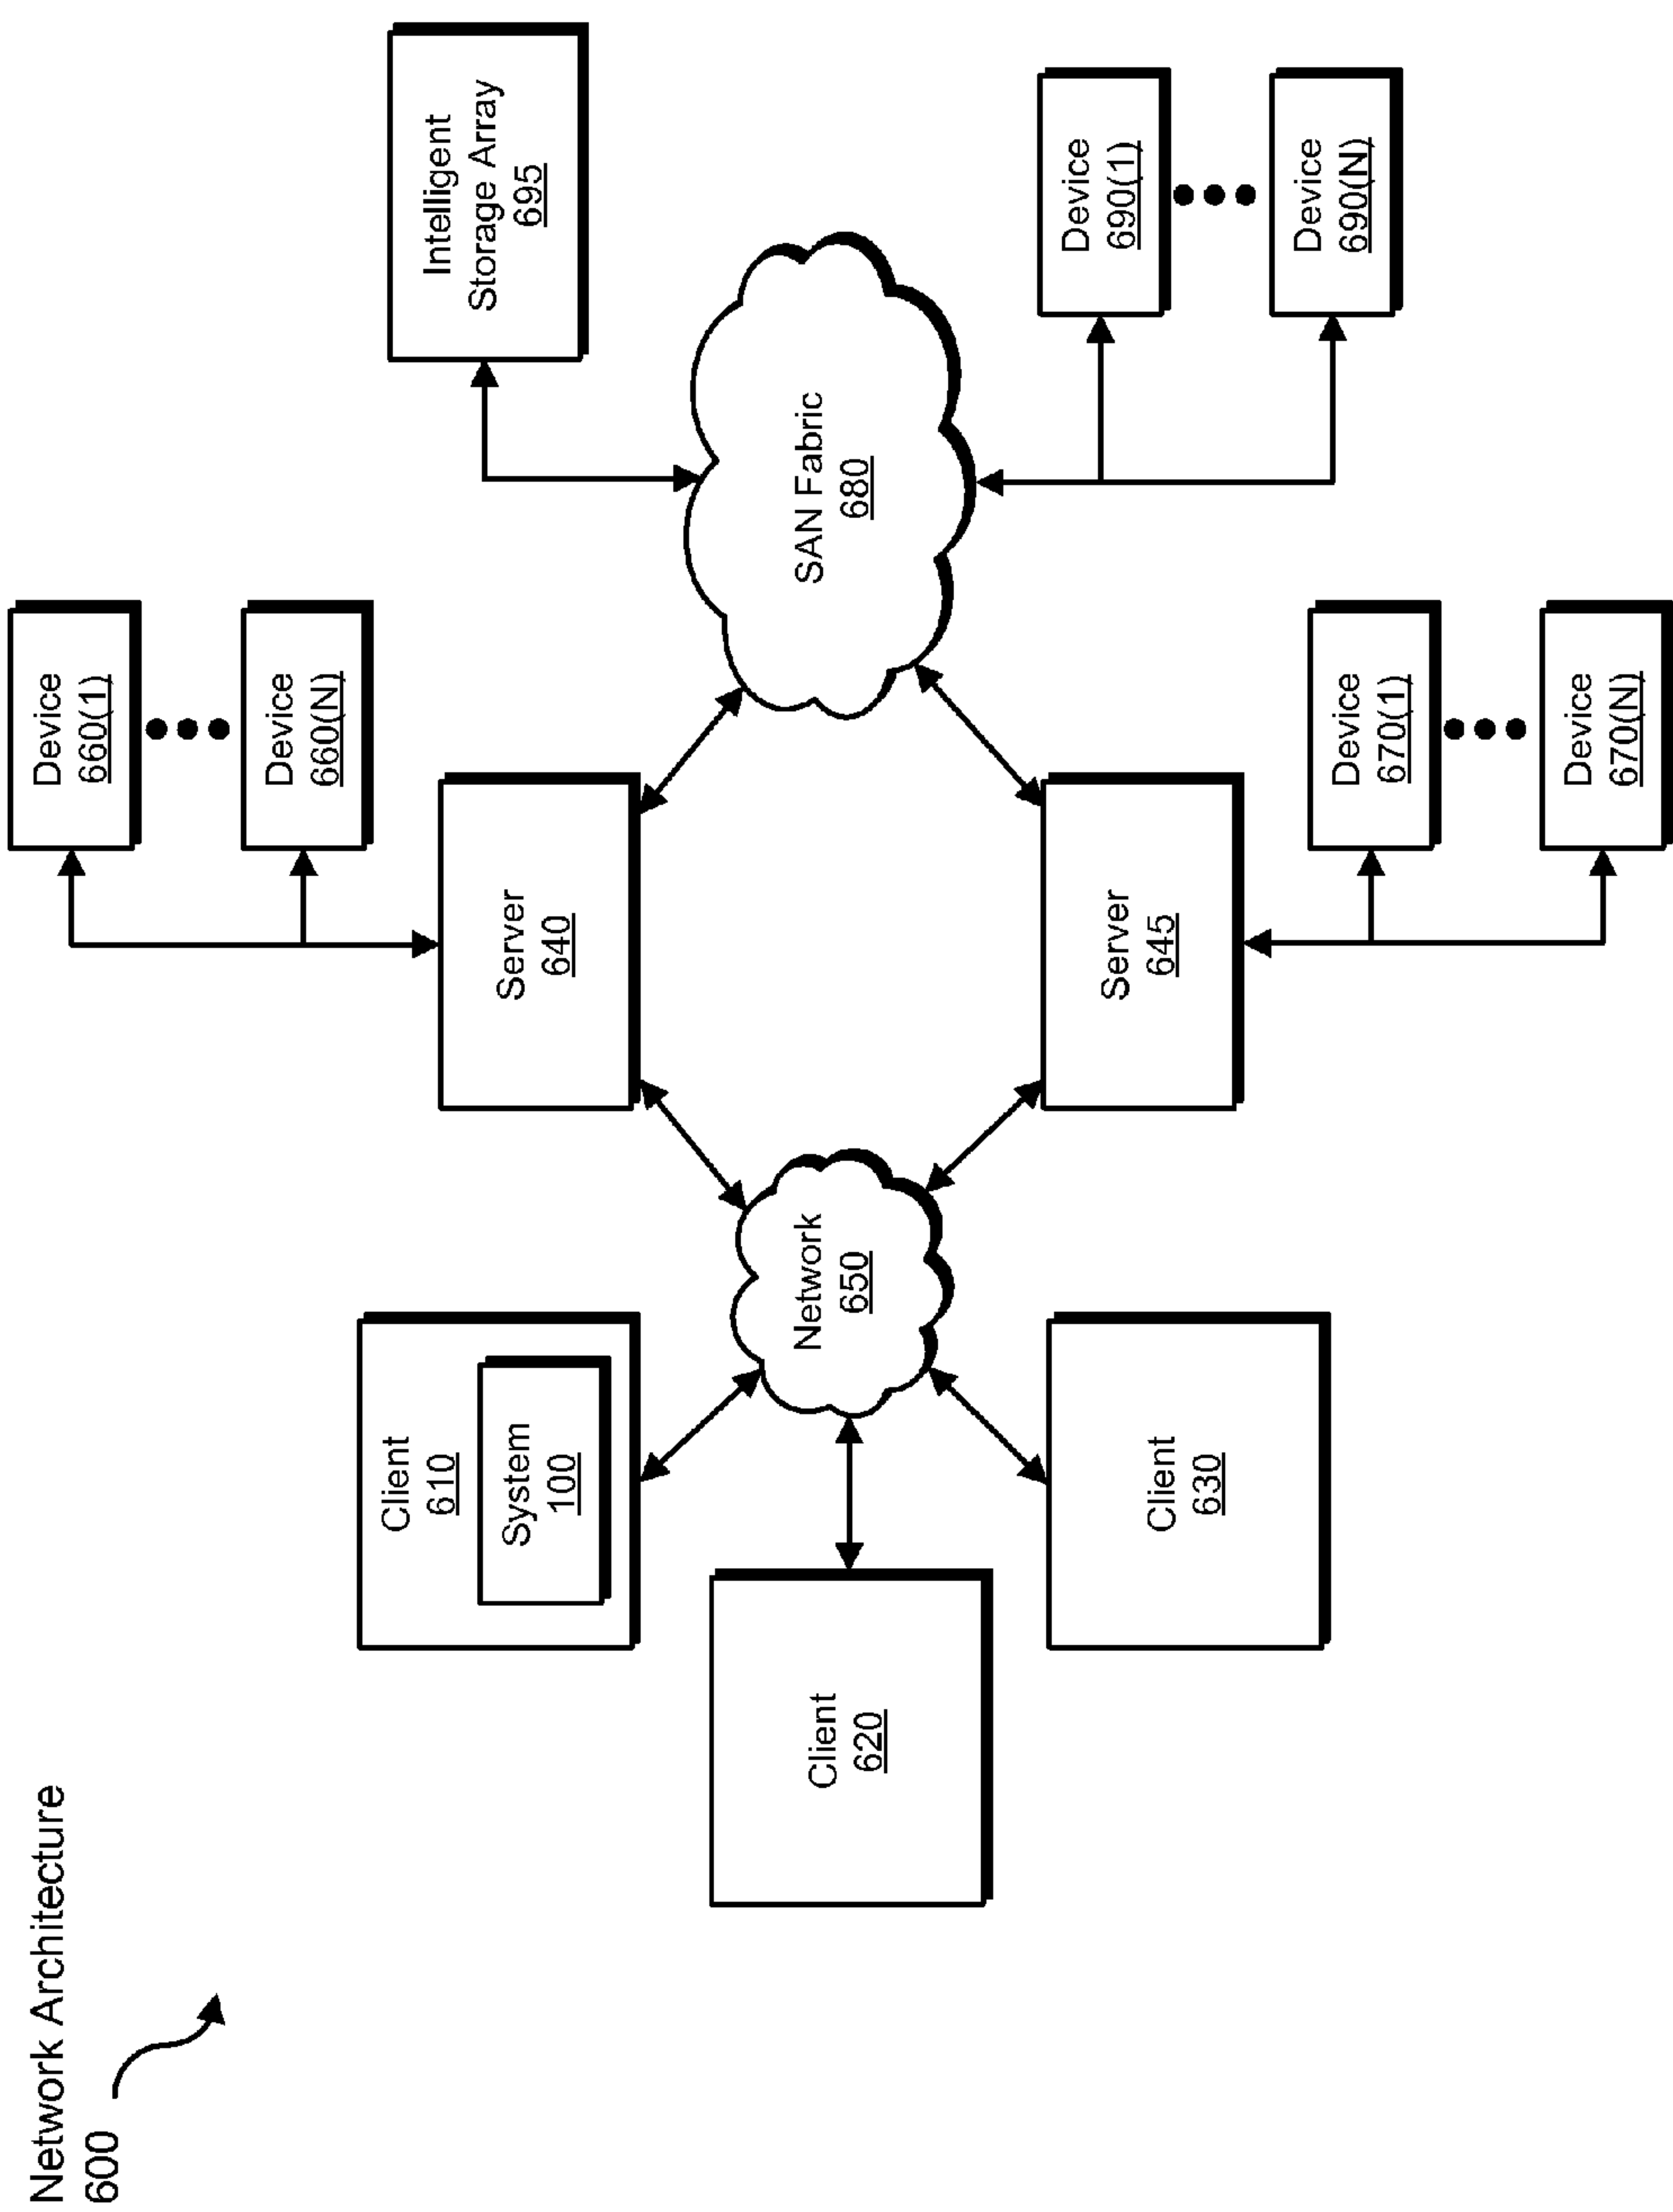 Network Architecture
600
Device
660(1)
Device
660(N)
Intelligent
Storage Array
695
Client
610
System
100
Server
640
Client
620
Network
650
SAN Fabric
680
Client
630
Server
645
Device
690(1)
Device
690(N)
Device
670(1)
Device
670(N)